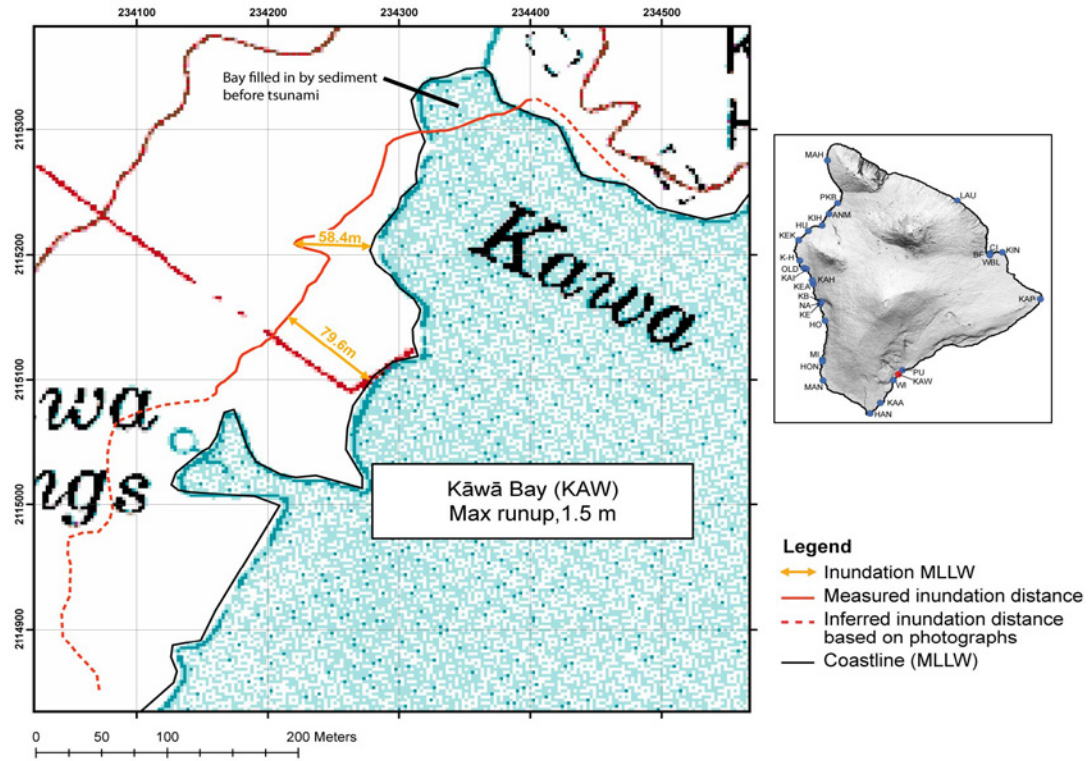 234100
234200
234300
234400
234500
2115300
2115200
2115100
2115000
2114900
Bay filled in by sediment
before tsunami
58.4m
79.6m
Kawa
wa
ngs
Kāwā Bay (KAW)
Max runup,1.5 m
0 50 100 200 Meters
MAH
PKB
ANM
KIH
HU
KEK
K-H
OLD
KAI
KAH
KEA
KB
NA
KE
HO
MI
HON
MAN
HAN
KAA
WI
KAW
PU
KAP
KIN
CI
BF
WBL
LAU
Legend
Inundation MLLW
Measured inundation distance
Inferred inundation distance
based on photographs
Coastline (MLLW)